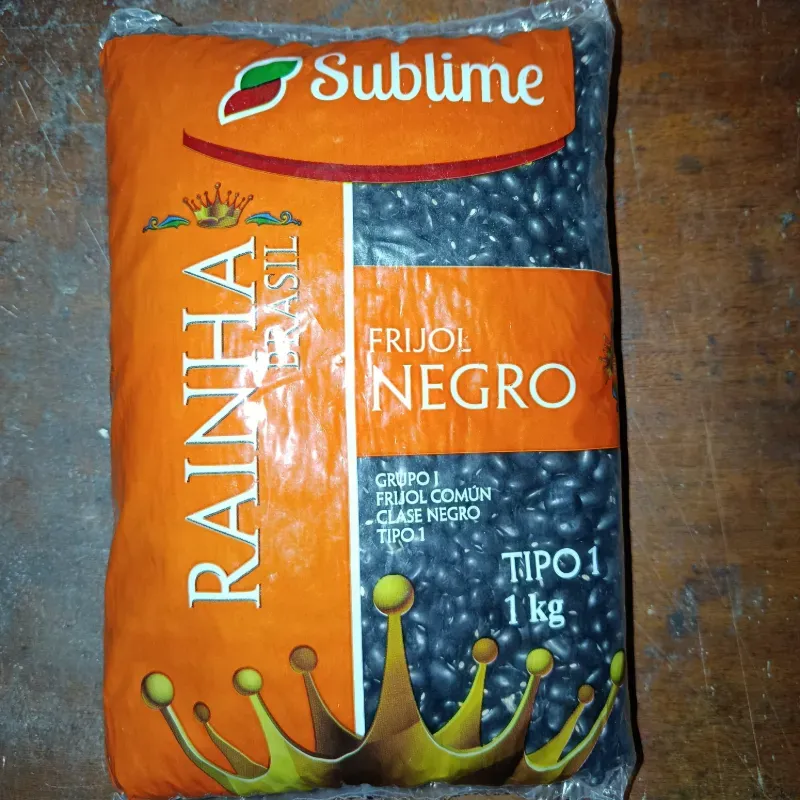 Sublime
RAINHA
BRASIL
FRIJOL
NEGRO
GRUPO I
FRIJOL COMÚN
CLASE NEGRO
TIPO 1
TIPO 1
1 kg